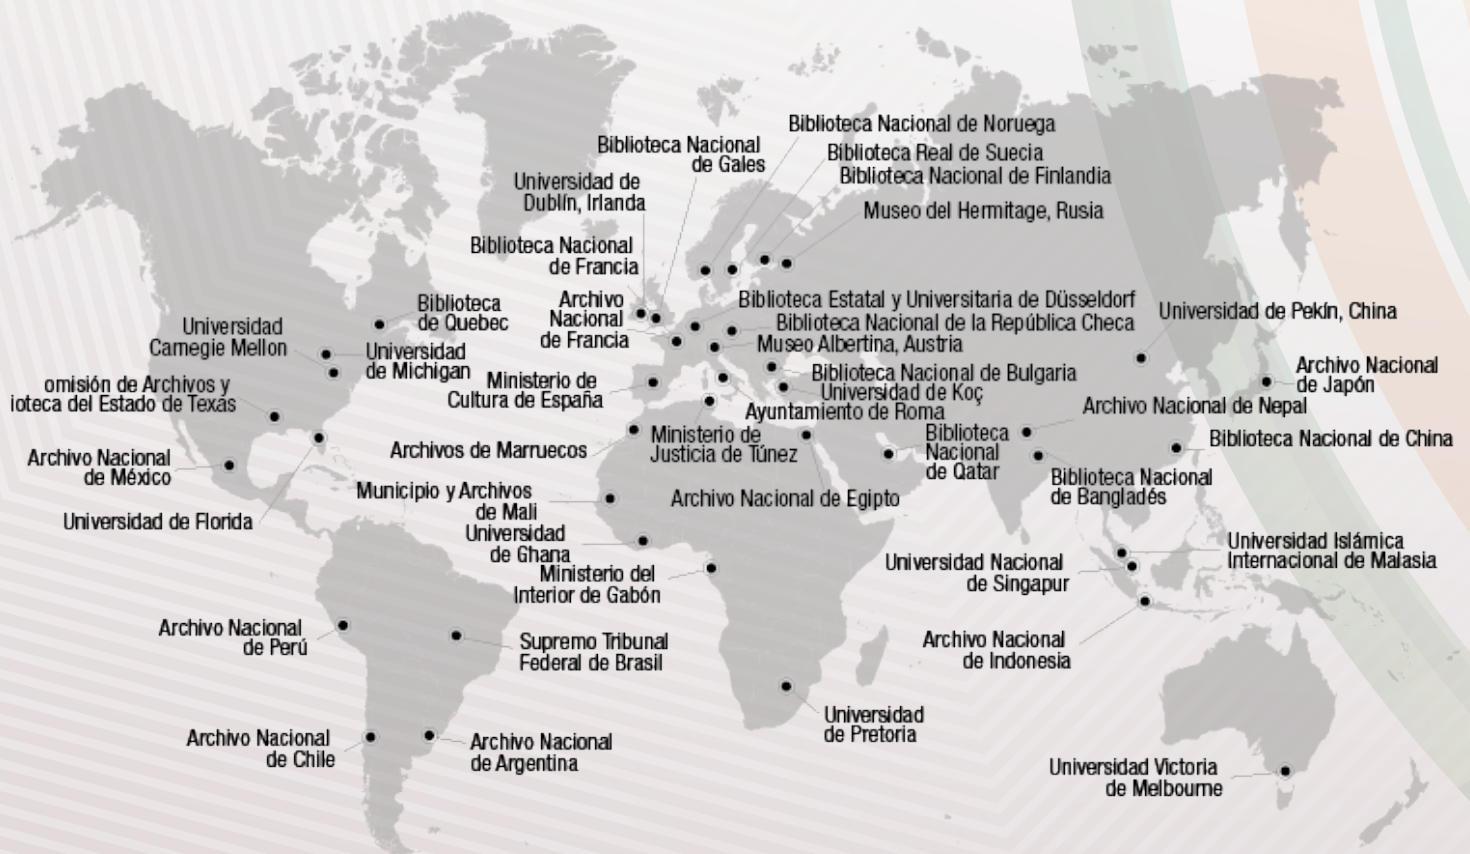 Biblioteca Nacional de Noruega
Biblioteca Nacional
de Gales
Biblioteca Real de Suecia
Biblioteca Nacional de Finlandia
Universidad de
Dublín, Irlanda
Museo del Hermitage, Rusia
Biblioteca Nacional
de Francia
Archivo
Nacional
de Francia
Biblioteca Estatal y Universitaria de Düsseldorf
Biblioteca Nacional de la República Checa
Museo Albertina, Austria
Universidad de Pekín, China
Biblioteca
de Quebec
Universidad
Carnegie Mellon
Universidad
de Michigan
Ministerio de
Cultura de España
Biblioteca Nacional de Bulgaria
Universidad de Koç
Ayuntamiento de Roma
Archivo Nacional
de Japón
omisión de Archivos y
ioteca del Estado de Texas
Archivo Nacional de Nepal
Archivos de Marruecos
Ministerio de
Justicia de Túnez
Biblioteca
Nacional
de Qatar
Biblioteca Nacional de China
Archivo Nacional
de México
Biblioteca Nacional
de Bangladés
Municipio y Archivos
de Mali
Archivo Nacional de Egipto
Universidad de Florida
Universidad
de Ghana
Ministerio del
Interior de Gabón
Universidad Nacional
de Singapur
Universidad Islámica
Internacional de Malasia
Archivo Nacional
de Perú
Supremo Tribunal
Federal de Brasil
Archivo Nacional
de Indonesia
Universidad
de Pretoria
Archivo Nacional
de Chile
Archivo Nacional
de Argentina
Universidad Victoria
de Melbourne